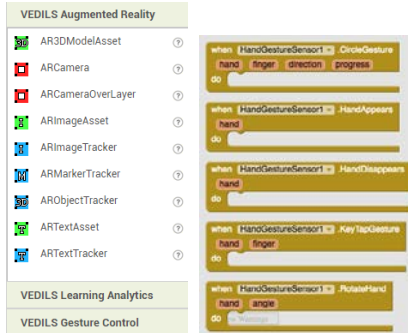 VEDILS Augmented Reality
AR3DModelAsset
ARCamera
ARCameraOverLayer
ARImageAsset
ARImageTracker
ARMarkerTracker
ARObjectTracker
ARTextAsset
ARTextTracker
VEDILS Learning Analytics
VEDILS Gesture Control
when HandGestureSensor1 .CircleGesture
hand finger direction progress
do
when HandGestureSensor1 .HandAppears
hand
do
when HandGestureSensor1 .HandDisappears
hand
do
when HandGestureSensor1 .KeyTapGesture
hand finger
do
when HandGestureSensor1 .RotateHand
hand angle
do